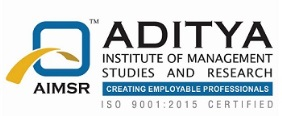 TM
AIMSR
ADITYA
INSTITUTE OF MANAGEMENT
STUDIES AND RESEARCH
CREATING EMPLOYABLE PROFESSIONALS
ISO 9001:2015 CERTIFIED